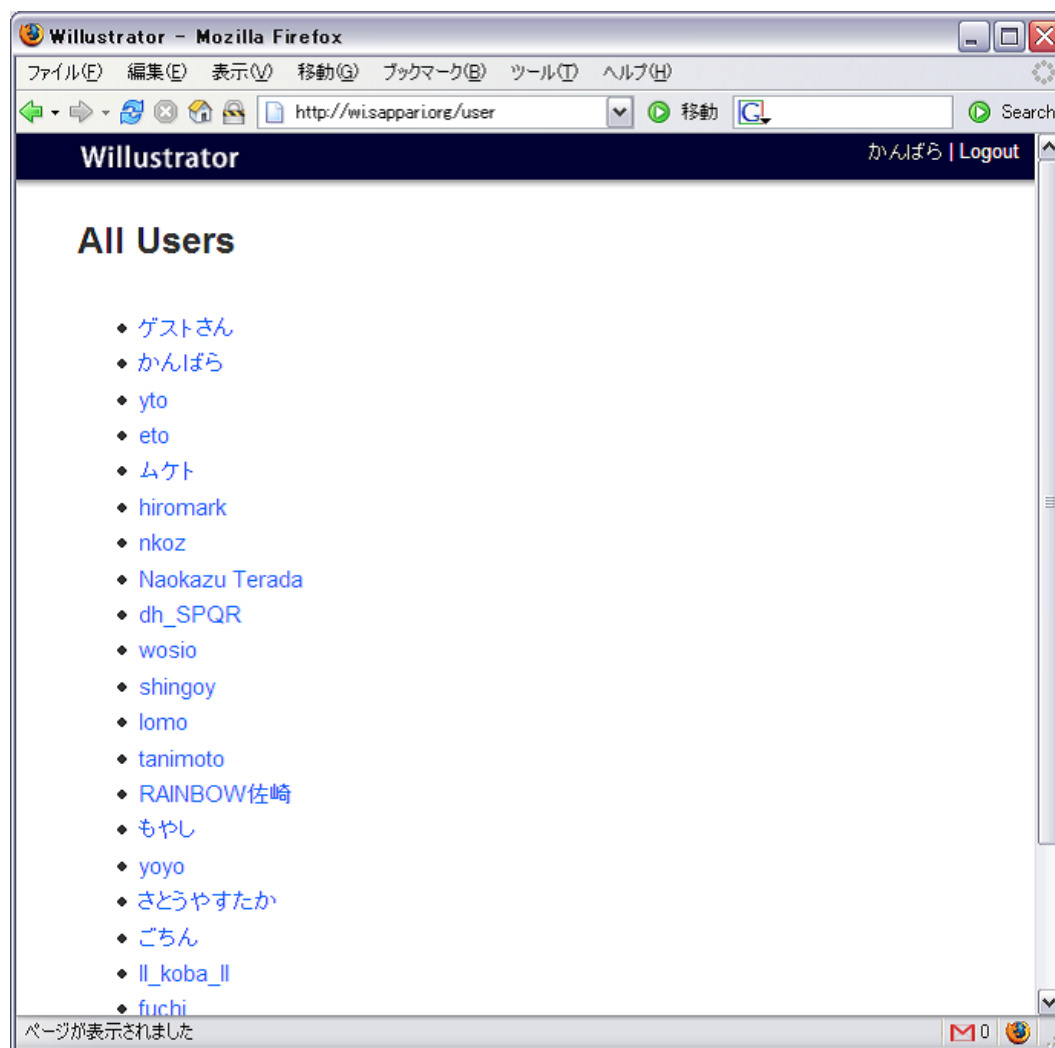 Willustrator - Mozilla Firefox
ファイル(F) 編集(E) 表示(V) 移動(G) ブックマーク(B) ツール(T) ヘルプ(H)
http://wi.sappari.org/user 移動 G Search
Willustrator かんばら | Logout
All Users
ゲストさん
かんばら
yto
eto
ムケト
hiromark
nkoz
Naokazu Terada
dh_SPQR
wosio
shingoy
lomo
tanimoto
RAINBOW佐崎
もやし
yoyo
さとうやすたか
ごちん
ll_koba_ll
fuchi
ページが表示されました 0